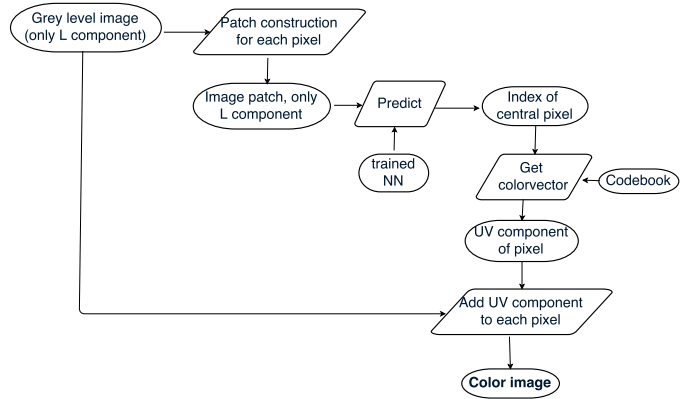 Grey level image
(only L component)
Patch construction
for each pixel
Image patch, only
L component
Predict
Index of
central pixel
trained
NN
Get
colorvector
Codebook
UV component
of pixel
Add UV component
to each pixel
Color image